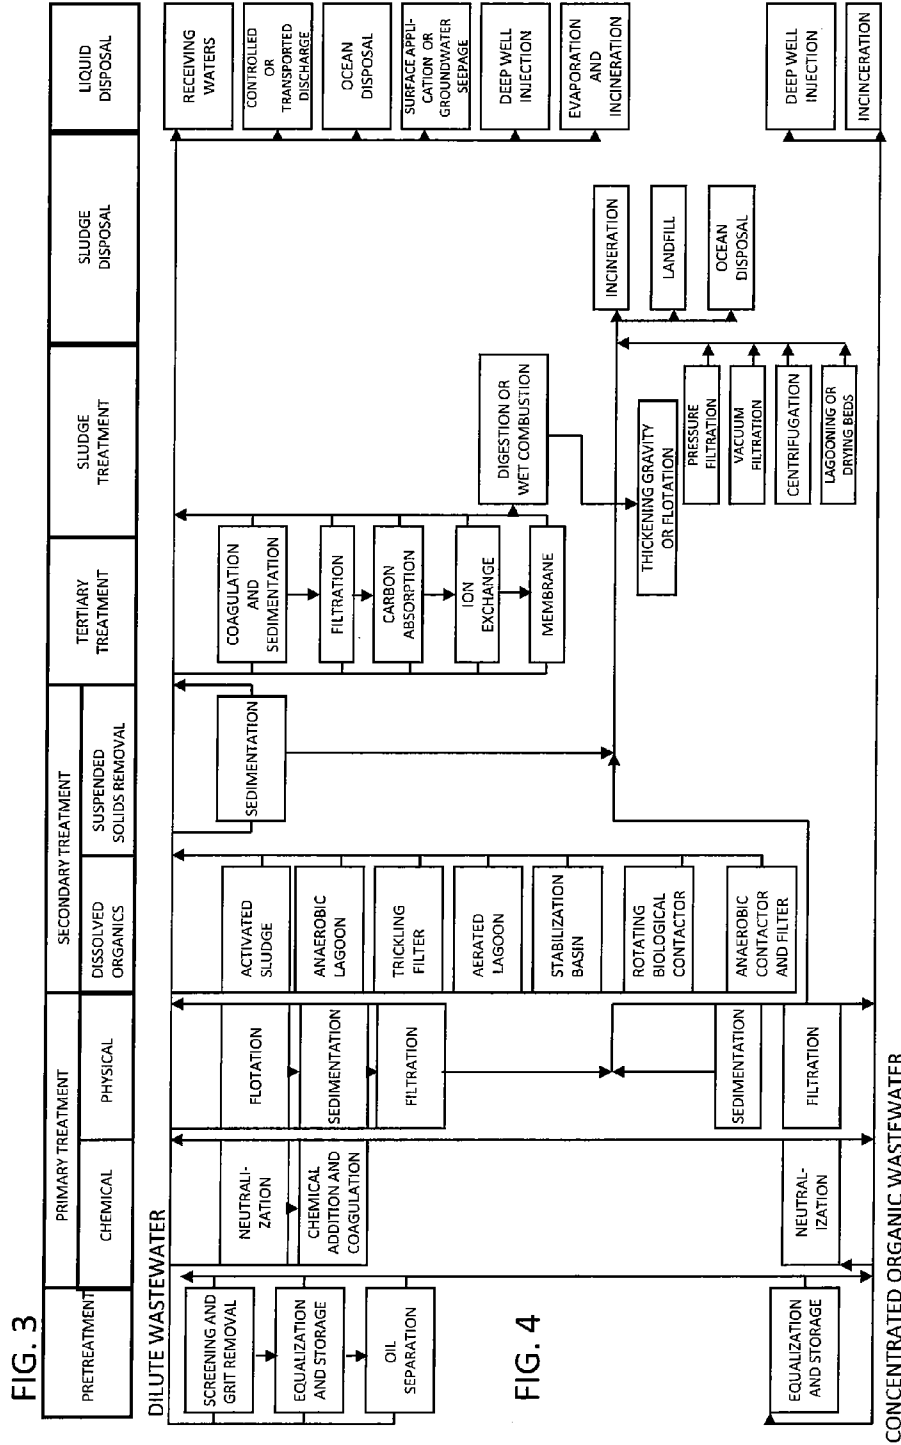 FIG. 3
PRETREATMENT
PRIMARY TREATMENT
CHEMICAL
PHYSICAL
SECONDARY TREATMENT
DISSOLVED
ORGANICS
SUSPENDED
SOLIDS REMOVAL
TERTIARY
TREATMENT
SLUDGE
TREATMENT
SLUDGE
DISPOSAL
LIQUID
DISPOSAL
DILUTE WASTEWATER
SCREENING AND
GRIT REMOVAL
EQUALIZATION
AND STORAGE
OIL
SEPARATION
NEUTRALI-
ZATION
CHEMICAL
ADDITION AND
COAGULATION
FLOTATION
SEDIMENTATION
FILTRATION
ACTIVATED
SLUDGE
ANAEROBIC
LAGOON
TRICKLING
FILTER
AERATED
LAGOON
STABILIZATION
BASIN
ROTATING
BIOLOGICAL
CONTACTOR
ANAEROBIC
CONTACTOR
AND FILTER
SEDIMENTATION
COAGULATION
AND
SEDIMENTATION
FILTRATION
CARBON
ABSORPTION
ION
EXCHANGE
MEMBRANE
DIGESTION OR
WET COMBUSTION
THICKENING GRAVITY
OR FLOTATION
PRESSURE
FILTRATION
VACUUM
FILTRATION
CENTRIFUGATION
LAGOONING OR
DRYING BEDS
INCINERATION
LANDFILL
OCEAN
DISPOSAL
RECEIVING
WATERS
CONTROLLED
OR
TRANSPORTED
DISCHARGE
OCEAN
DISPOSAL
SURFACE APPLI-
CATION OR
GROUNDWATER
SEEPAGE
DEEP WELL
INJECTION
EVAPORATION
AND
INCINERATION
FIG. 4
EQUALIZATION
AND STORAGE
NEUTRAL-
IZATION
SEDIMENTATION
FILTRATION
DEEP WELL
INJECTION
INCINCERATION
CONCENTRATED ORGANIC WASTEWATER